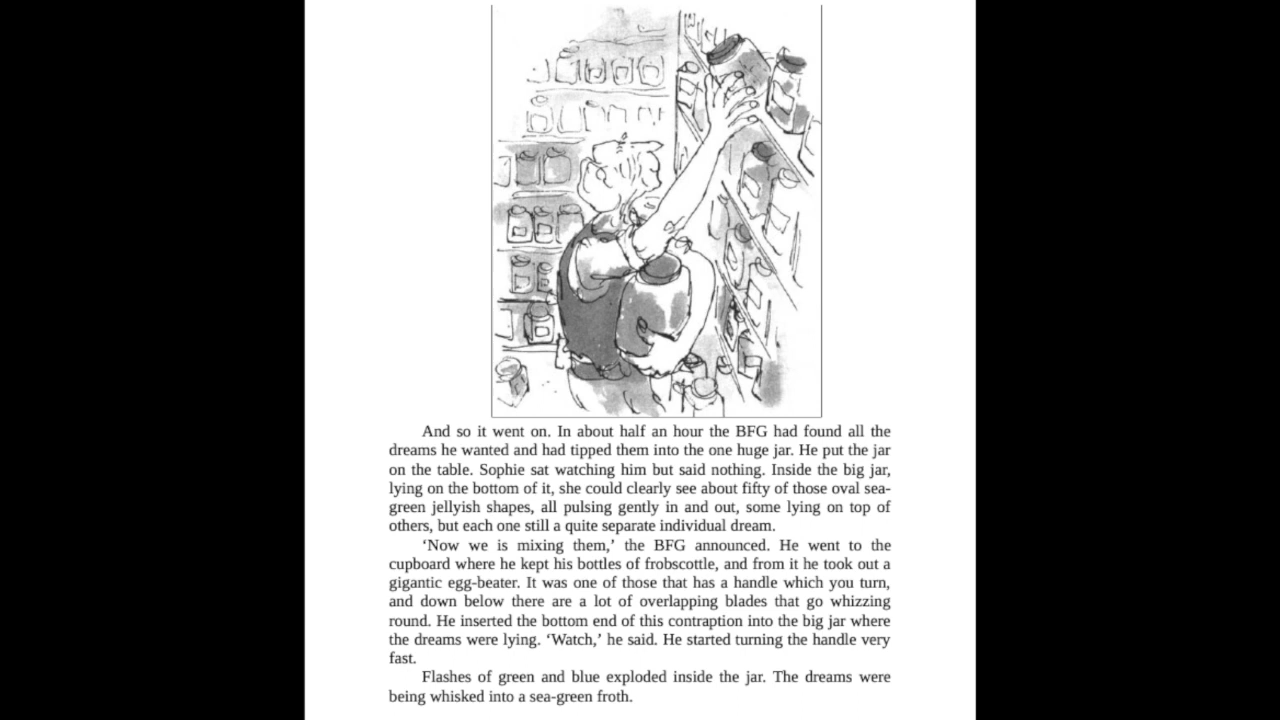 And so it went on. In about half an hour the BFG had found all the
dreams he wanted and had tipped them into the one huge jar. He put the jar
on the table. Sophie sat watching him but said nothing. Inside the big jar,
lying on the bottom of it, she could clearly see about fifty of those oval sea-
green jellyish shapes, all pulsing gently in and out, some lying on top of
others, but each one still a quite separate individual dream.
‘Now we is mixing them,’ the BFG announced. He went to the
cupboard where he kept his bottles of frobscottle, and from it he took out a
gigantic egg-beater. It was one of those that has a handle which you turn,
and down below there are a lot of overlapping blades that go whizzing
round. He inserted the bottom end of this contraption into the big jar where
the dreams were lying. ‘Watch,’ he said. He started turning the handle very
fast.
Flashes of green and blue exploded inside the jar. The dreams were
being whisked into a sea-green froth.